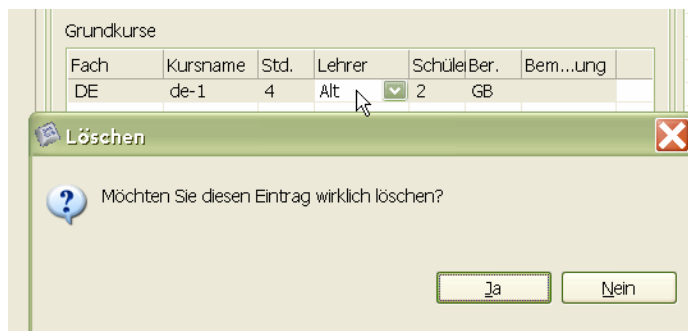 Grundkurse
Fach Kursname Std. Lehrer Schüle Ber. Bem...ung
DE de-1 4 Alt 2 GB
Löschen
Möchten Sie diesen Eintrag wirklich löschen?
Ja Nein